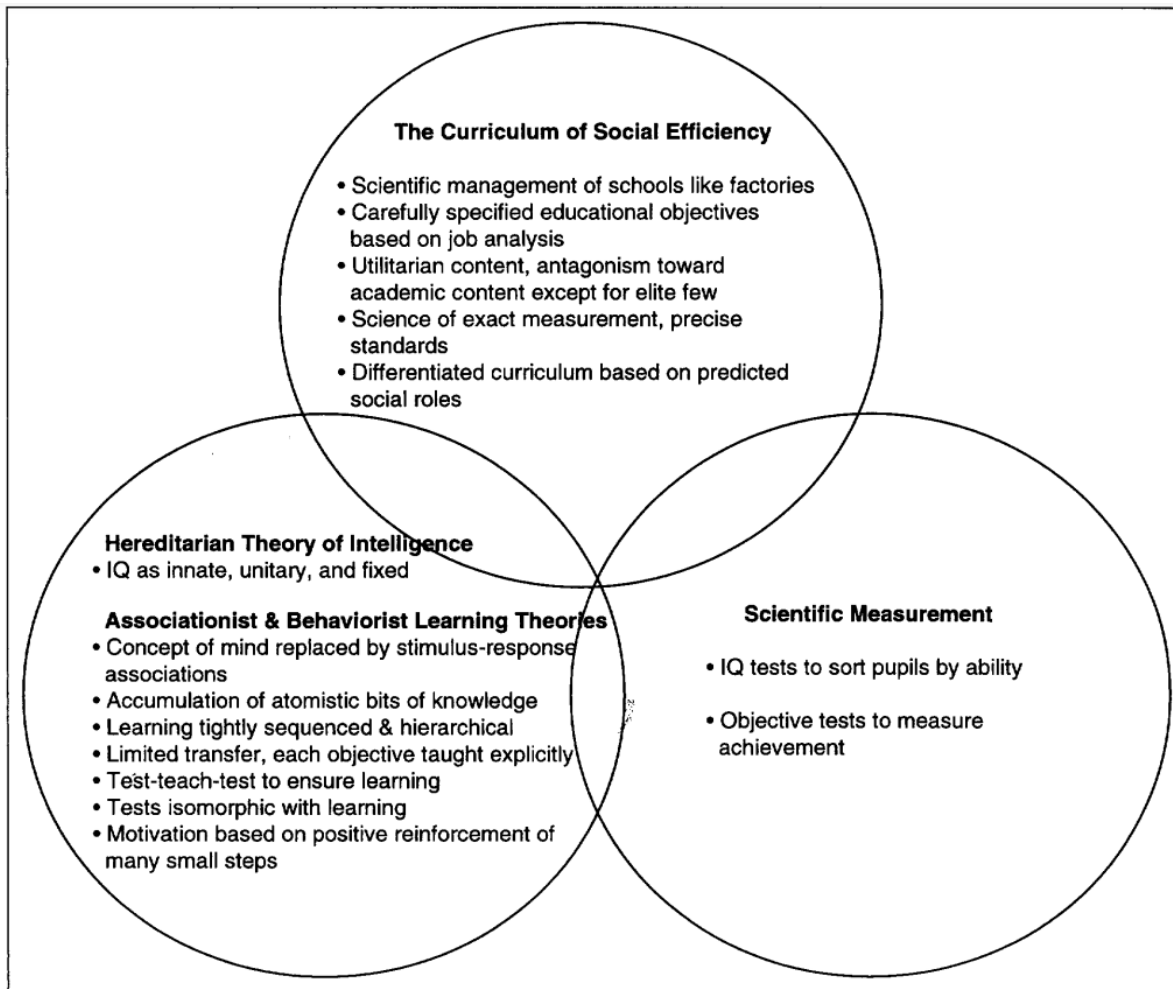 The Curriculum of Social Efficiency
• Scientific management of schools like factories
• Carefully specified educational objectives
based on job analysis
• Utilitarian content, antagonism toward
academic content except for elite few
• Science of exact measurement, precise
standards
• Differentiated curriculum based on predicted
social roles
Hereditarian Theory of Intelligence
• IQ as innate, unitary, and fixed
Associationist & Behaviorist Learning Theories
• Concept of mind replaced by stimulus-response
associations
• Accumulation of atomistic bits of knowledge
• Learning tightly sequenced & hierarchical
• Limited transfer, each objective taught explicitly
• Test-teach-test to ensure learning
• Tests isomorphic with learning
• Motivation based on positive reinforcement of
many small steps
Scientific Measurement
• IQ tests to sort pupils by ability
• Objective tests to measure
achievement